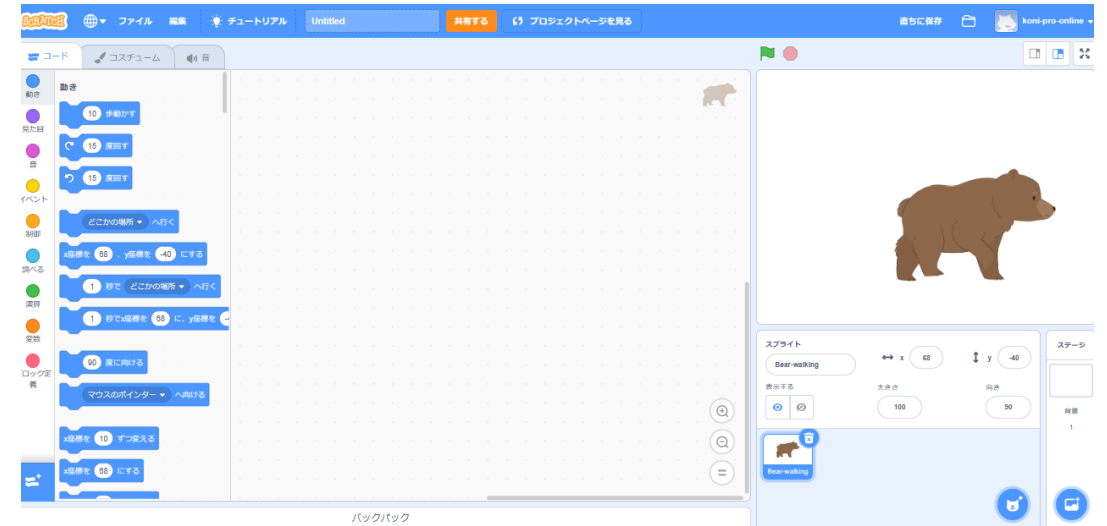 SCRATCH
ファイル 編集 チュートリアル Untitled 共有する プロジェクトページを見る 直ちに保存 koni-pro-online
コード コスチューム 音
動き
見た目
音
イベント
制御
調べる
演算
変数
ブロック定
義
動き
10 歩動かす
15 度回す
15 度回す
どこかの場所 へ行く
x座標を 68 、y座標を -40 にする
1 秒で どこかの場所 へ行く
1 秒でx座標を 68 に、y座標を
90 度に向ける
マウスのポインター へ向ける
x座標を 10 ずつ変える
x座標を 68 にする
スプライト
Bear-walking x 68 y -40
表示する 大きさ 向き
100 90
Bear-walking
ステージ
背景
1
バックパック